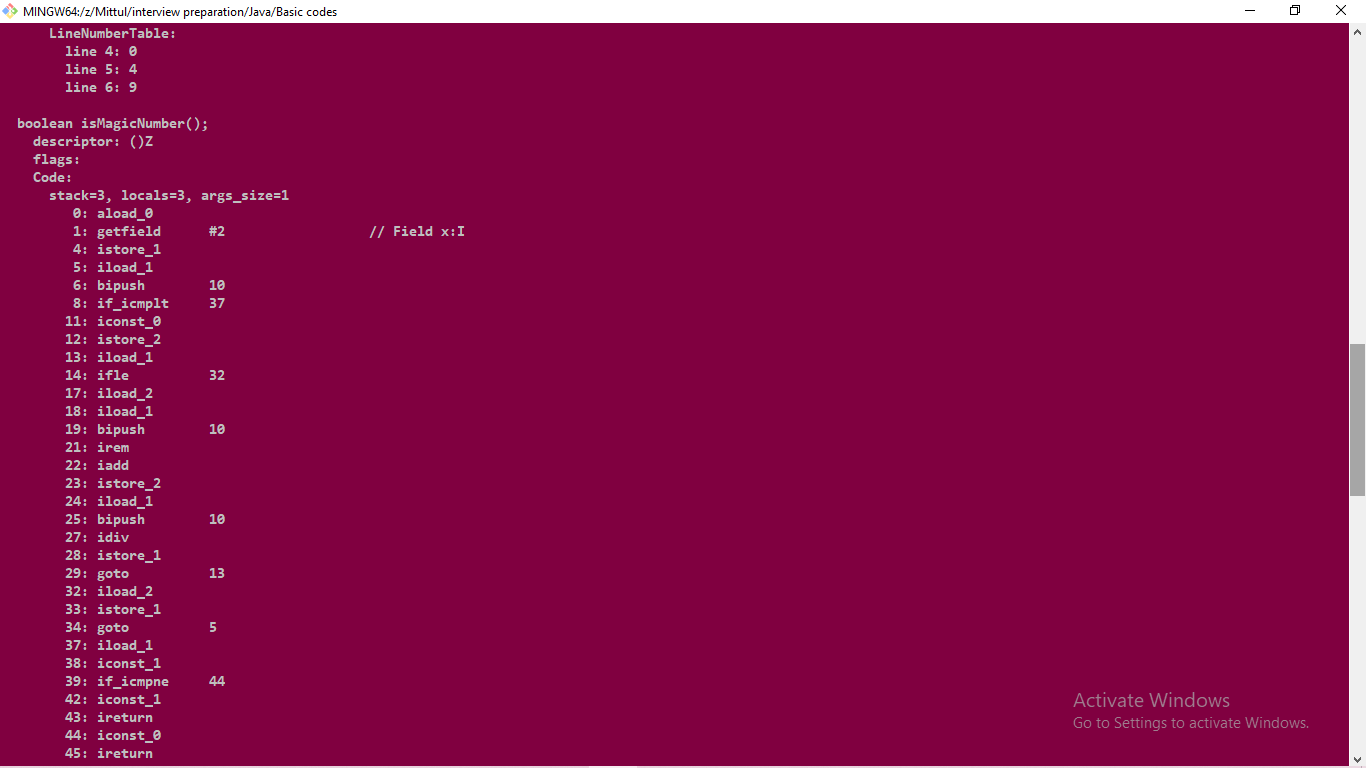 MINGW64:/z/Mittul/interview preparation/Java/Basic codes
    LineNumberTable:
      line 4: 0
      line 5: 4
      line 6: 9
boolean isMagicNumber();
  descriptor: ()Z
  flags:
  Code:
    stack=3, locals=3, args_size=1
       0: aload_0
       1: getfield      #2                  // Field x:I
       4: istore_1
       5: iload_1
       6: bipush        10
       8: if_icmplt     37
      11: iconst_0
      12: istore_2
      13: iload_1
      14: ifle          32
      17: iload_2
      18: iload_1
      19: bipush        10
      21: irem
      22: iadd
      23: istore_2
      24: iload_1
      25: bipush        10
      27: idiv
      28: istore_1
      29: goto          13
      32: iload_2
      33: istore_1
      34: goto          5
      37: iload_1
      38: iconst_1
      39: if_icmpne     44
      42: iconst_1
      43: ireturn
      44: iconst_0
      45: ireturn
Activate Windows
Go to Settings to activate Windows.